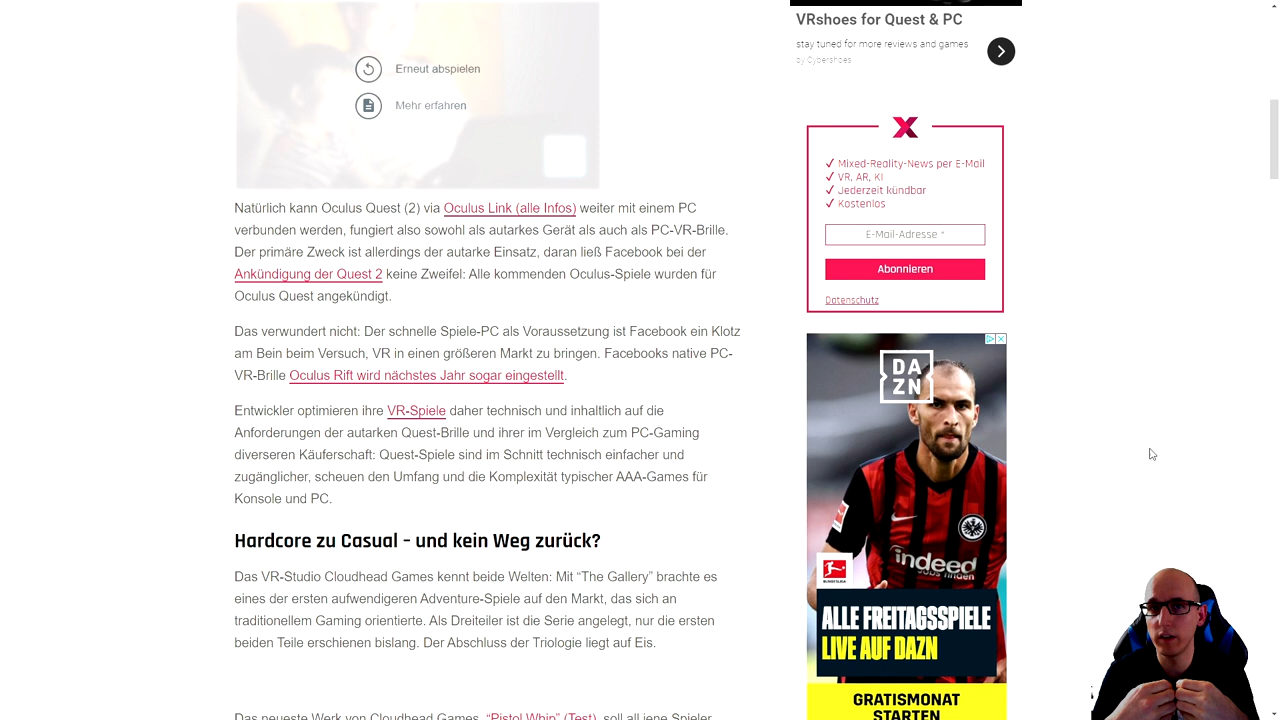 Erneut abspielen
Mehr erfahren
Natürlich kann Oculus Quest (2) via Oculus Link (alle Infos) weiter mit einem PC
verbunden werden, fungiert also sowohl als autarkes Gerät als auch als PC-VR-Brille.
Der primäre Zweck ist allerdings der autarke Einsatz, daran ließ Facebook bei der
Ankündigung der Quest 2 keine Zweifel: Alle kommenden Oculus-Spiele wurden für
Oculus Quest angekündigt.
Das verwundert nicht: Der schnelle Spiele-PC als Voraussetzung ist Facebook ein Klotz
am Bein beim Versuch, VR in einen größeren Markt zu bringen. Facebooks native PC-
VR-Brille Oculus Rift wird nächstes Jahr sogar eingestellt.
Entwickler optimieren ihre VR-Spiele daher technisch und inhaltlich auf die
Anforderungen der autarken Quest-Brille und ihrer im Vergleich zum PC-Gaming
diverseren Käuferschaft: Quest-Spiele sind im Schnitt technisch einfacher und
zugänglicher, scheuen den Umfang und die Komplexität typischer AAA-Games für
Konsole und PC.
Hardcore zu Casual – und kein Weg zurück?
Das VR-Studio Cloudhead Games kennt beide Welten: Mit “The Gallery” brachte es
eines der ersten aufwendigeren Adventure-Spiele auf den Markt, das sich an
traditionellem Gaming orientierte. Als Dreiteiler ist die Serie angelegt, nur die ersten
beiden Teile erschienen bislang. Der Abschluss der Triologie liegt auf Eis.
Das neueste Werk von Cloudhead Games, “Pistol Whip” (Test), soll all jene Spieler
VRshoes for Quest & PC
stay tuned for more reviews and games
by Cybershoes
X
✓ Mixed-Reality-News per E-Mail
✓ VR, AR, KI
✓ Jederzeit kündbar
✓ Kostenlos
E-Mail-Adresse *
Abonnieren
Datenschutz
DA
ZN
indeed
BUNDESLIGA
ALLE FREITAGSSPIELE
LIVE AUF DAZN
GRATISMONAT
STARTEN